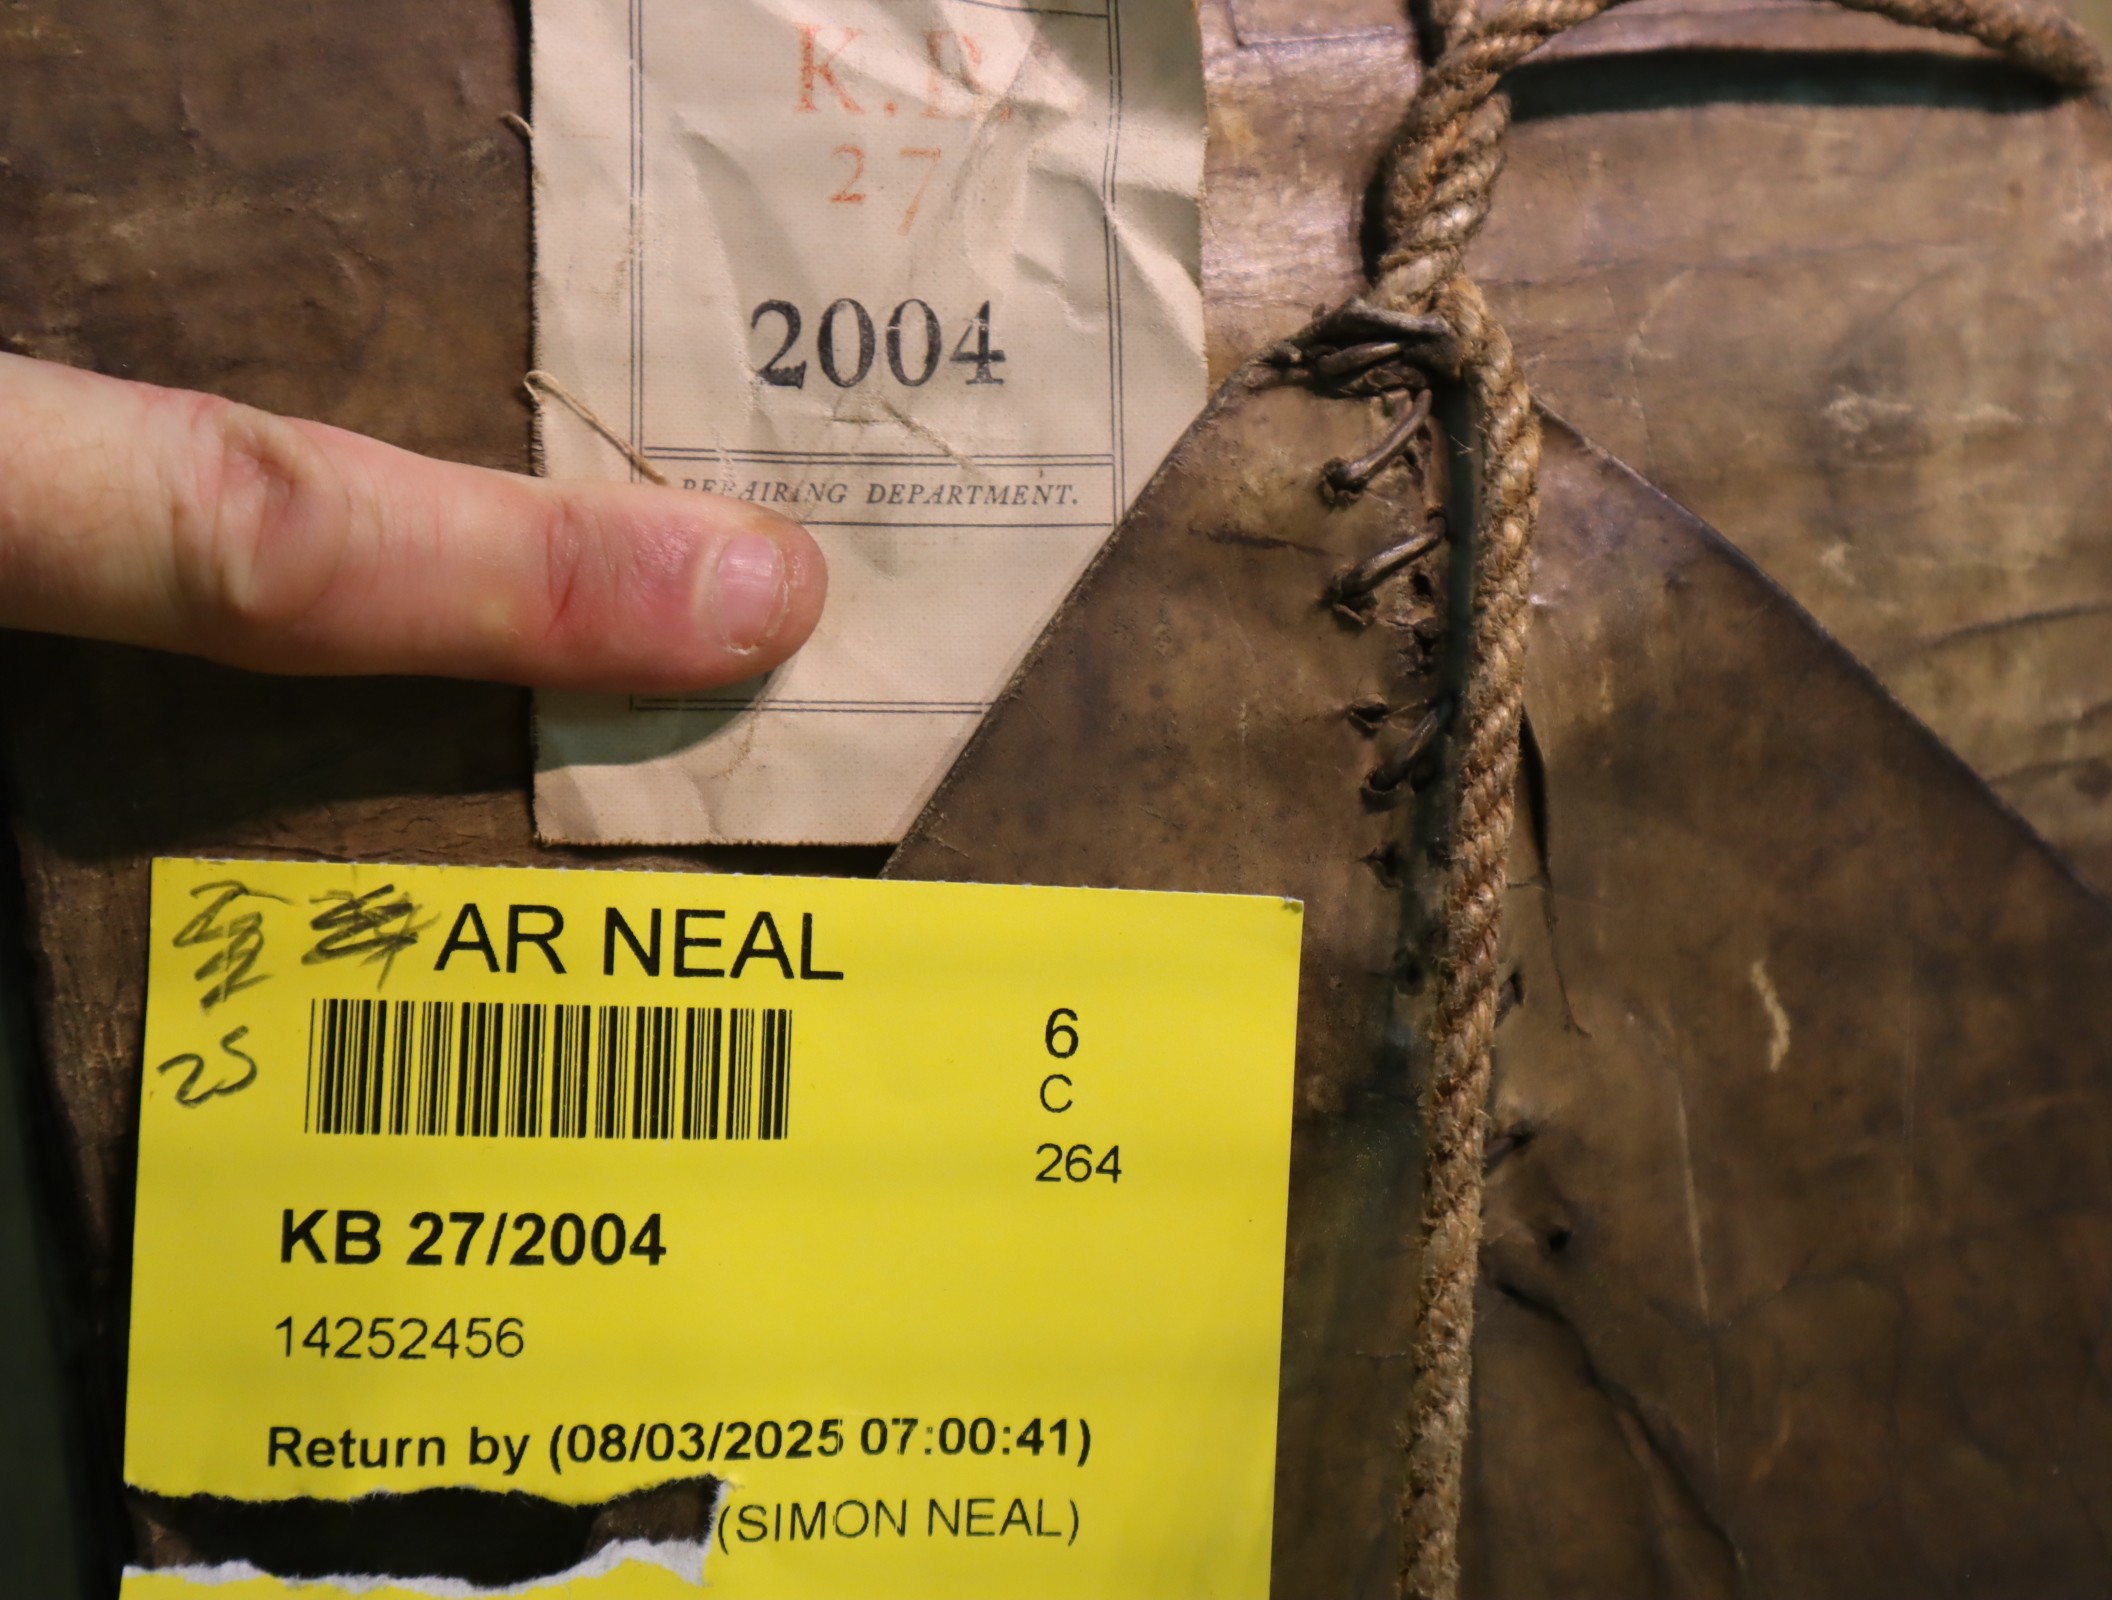 K.B.
27
2004
REPAIRING DEPARTMENT.
AR NEAL
25
6
C
264
KB 27/2004
14252456
Return by (08/03/2025 07:00:41)
(SIMON NEAL)